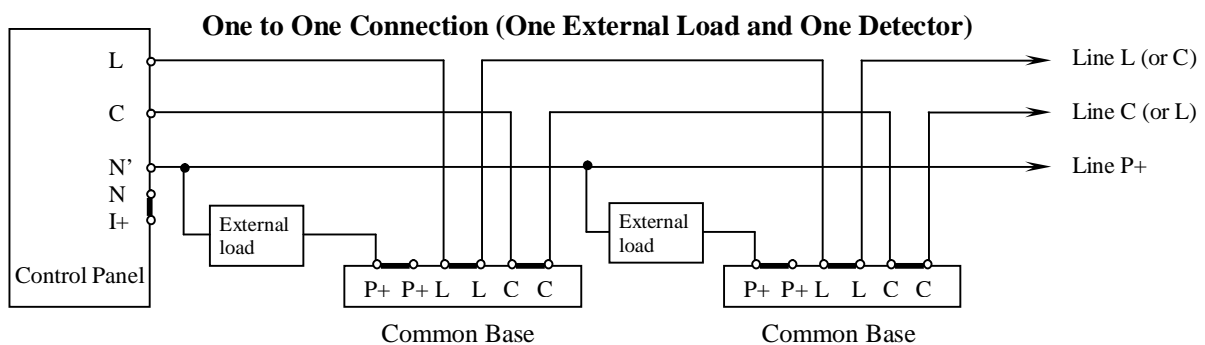 One to One Connection (One External Load and One Detector)
L
Line L (or C)
C
Line C (or L)
N’
Line P+
N
I+
External
load
External
load
Control Panel
P+ P+ L L C C
P+ P+ L L C C
Common Base
Common Base